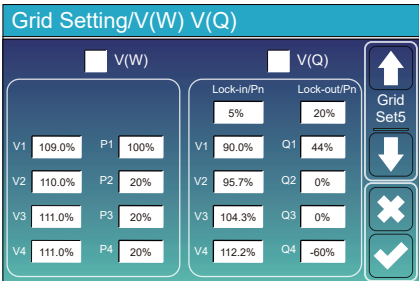 Grid Setting/V(W) V(Q)
V(W)
V(Q)
Lock-in/Pn Lock-out/Pn
5% 20%
V1 109.0% P1 100% V1 90.0% Q1 44%
V2 110.0% P2 20% V2 95.7% Q2 0%
V3 111.0% P3 20% V3 104.3% Q3 0%
V4 111.0% P4 20% V4 112.2% Q4 -60%
Grid
Set5